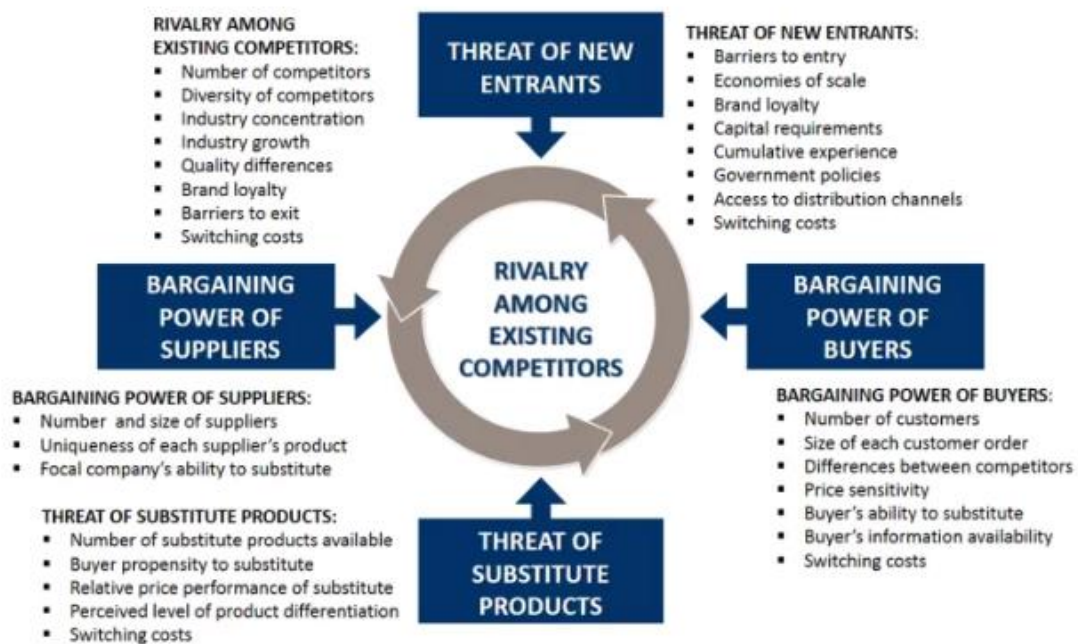 RIVALRY AMONG
EXISTING COMPETITORS:
▪ Number of competitors
▪ Diversity of competitors
▪ Industry concentration
▪ Industry growth
▪ Quality differences
▪ Brand loyalty
▪ Barriers to exit
▪ Switching costs
THREAT OF NEW
ENTRANTS
THREAT OF NEW ENTRANTS:
▪ Barriers to entry
▪ Economies of scale
▪ Brand loyalty
▪ Capital requirements
▪ Cumulative experience
▪ Government policies
▪ Access to distribution channels
▪ Switching costs
BARGAINING
POWER OF
SUPPLIERS
RIVALRY
AMONG
EXISTING
COMPETITORS
BARGAINING
POWER OF
BUYERS
BARGAINING POWER OF SUPPLIERS:
▪ Number and size of suppliers
▪ Uniqueness of each supplier's product
▪ Focal company's ability to substitute
THREAT OF SUBSTITUTE PRODUCTS:
▪ Number of substitute products available
▪ Buyer propensity to substitute
▪ Relative price performance of substitute
▪ Perceived level of product differentiation
▪ Switching costs
THREAT OF
SUBSTITUTE
PRODUCTS
BARGAINING POWER OF BUYERS:
▪ Number of customers
▪ Size of each customer order
▪ Differences between competitors
▪ Price sensitivity
▪ Buyer's ability to substitute
▪ Buyer's information availability
▪ Switching costs